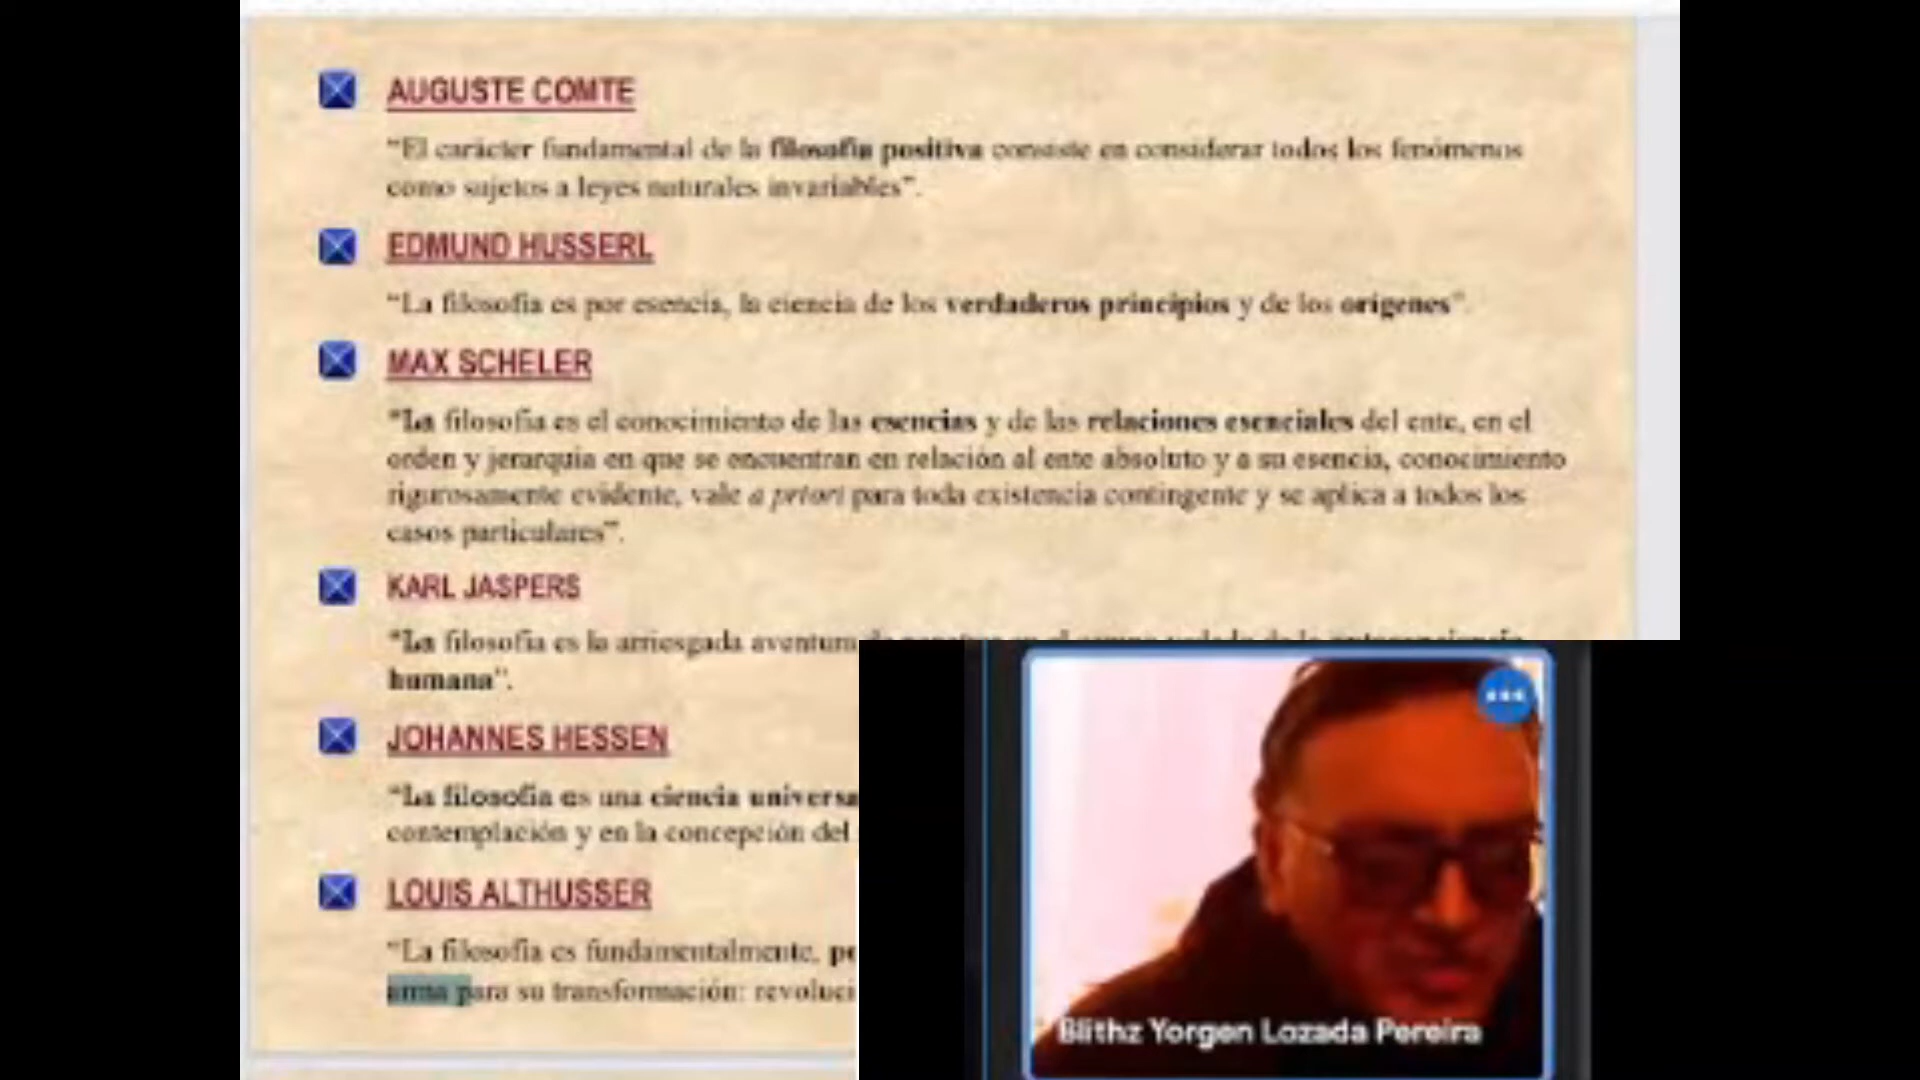 AUGUSTE COMTE
“El carácter fundamental de la filosofía positiva consiste en considerar todos los fenómenos
como sujetos a leyes naturales invariables”.
EDMUND HUSSERL
“La filosofía es por esencia, la ciencia de los verdaderos principios y de los orígenes”.
MAX SCHELER
“La filosofía es el conocimiento de las esencias y de las relaciones esenciales del ente, en el
orden y jerarquía en que se encuentran en relación al ente absoluto y a su esencia, conocimiento
rigurosamente evidente, vale a priori para toda existencia contingente y se aplica a todos los
casos particulares”.
KARL JASPERS
“La filosofía es la arriesgada aventura
humana”.
JOHANNES HESSEN
“La filosofía es una ciencia
contemplación y en la concepción del
LOUIS ALTHUSSER
“La filosofía es fundamentalmente,
arma para su transformación:
Blithz Yorgen Lozada Pereira